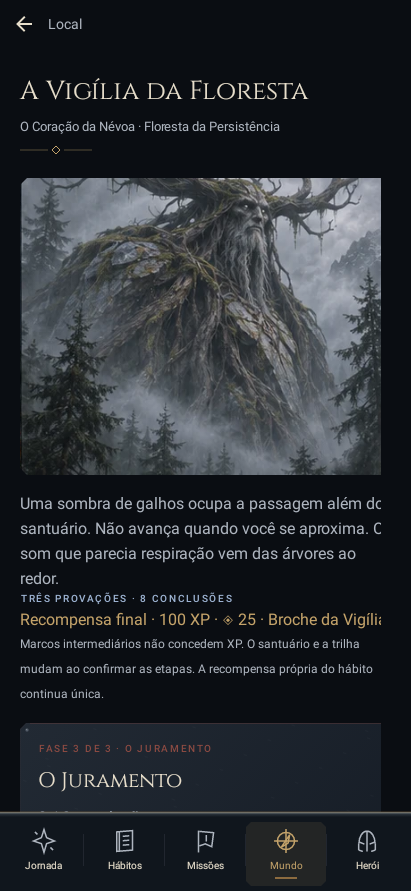 Local
A Vigília da Floresta
O Coração da Névoa · Floresta da Persistência
Uma sombra de galhos ocupa a passagem além do
santuário. Não avança quando você se aproxima. O
som que parecia respiração vem das árvores ao
redor.
TRÊS PROVAÇÕES · 8 CONCLUSÕES
Recompensa final · 100 XP · ◈ 25 · Broche da Vigília
Marcos intermediários não concedem XP. O santuário e a trilha
mudam ao confirmar as etapas. A recompensa própria do hábito
continua única.
FASE 3 DE 3 · O JURAMENTO
O Juramento
Jornada
Hábitos
Missões
Mundo
Herói